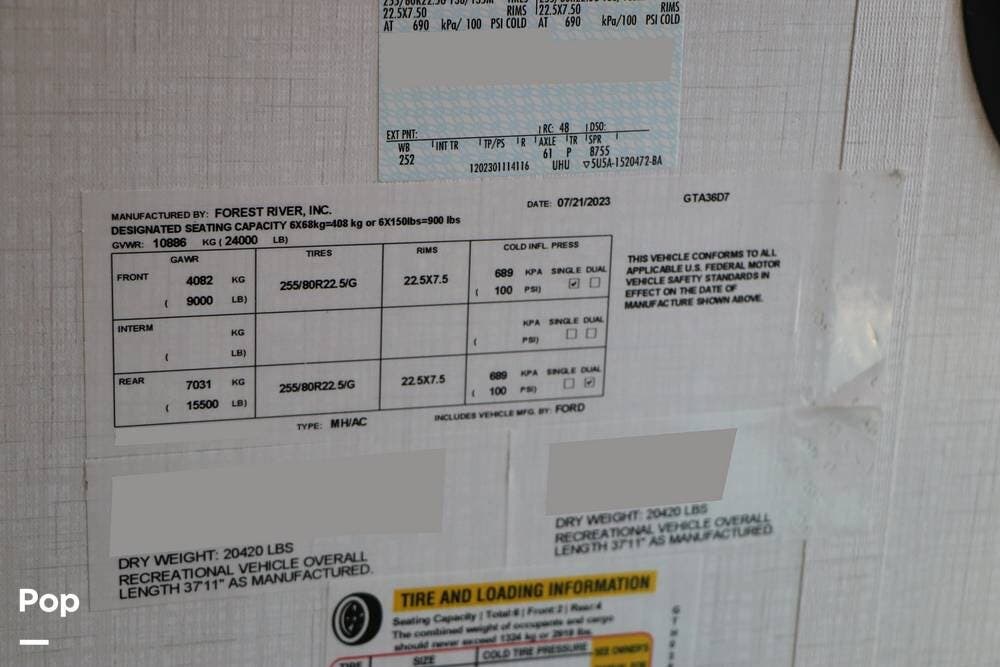 22.5X7.50 RIMS 22.5X7.50 RIMS
AT 690 kPa/ 100 PSI COLD AT 690 kPa/ 100 PSI COLD
EXT PNT: RC: 48 DSO:
WB INT TR TP/PS R AXLE TR SPR
252 61 P 8755
1202301114116 UHU ▽5U5A-1520472-BA
MANUFACTURED BY: FOREST RIVER, INC. DATE: 07/21/2023 GTA36D7
DESIGNATED SEATING CAPACITY 6X68kg=408 kg or 6X150lbs=900 lbs
GVWR: 10886 KG ( 24000 LB)
GAWR TIRES RIMS COLD INFL. PRESS
FRONT 4082 KG 255/80R22.5/G 22.5X7.5 689 KPA SINGLE DUAL
( 9000 LB) ( 100 PSI) ☑ ☐
INTERM KG KPA SINGLE DUAL
( LB) ( PSI) ☐ ☐
REAR 7031 KG 255/80R22.5/G 22.5X7.5 689 KPA SINGLE DUAL
( 15500 LB) ( 100 PSI) ☐ ☑
THIS VEHICLE CONFORMS TO ALL
APPLICABLE U.S. FEDERAL MOTOR
VEHICLE SAFETY STANDARDS IN
EFFECT ON THE DATE OF
MANUFACTURE SHOWN ABOVE.
TYPE: MH/AC INCLUDES VEHICLE MFG. BY: FORD
DRY WEIGHT: 20420 LBS
RECREATIONAL VEHICLE OVERALL
LENGTH 37'11" AS MANUFACTURED.
DRY WEIGHT: 20420 LBS
RECREATIONAL VEHICLE OVERALL
LENGTH 37'11" AS MANUFACTURED.
TIRE AND LOADING INFORMATION
Seating Capacity | Total:6 | Front:2 | Rear:4
The combined weight of occupants and cargo
should never exceed 1324 kg or 2919 lbs.
TIRE SIZE COLD TIRE PRESSURE SEE OWNER'S
Pop